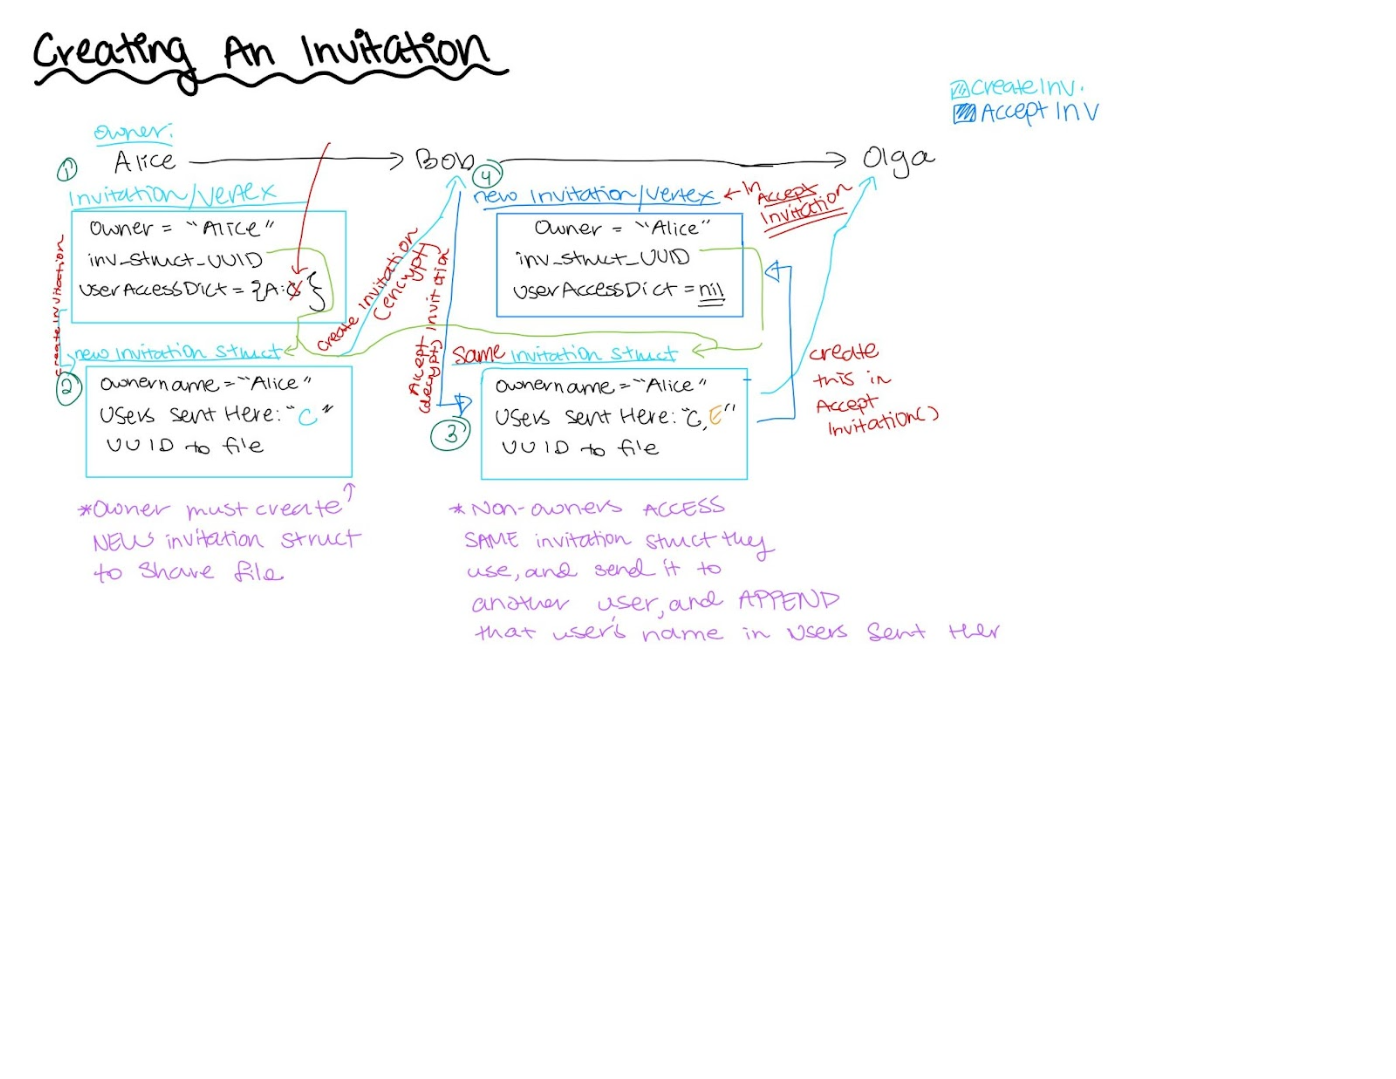 Creating An Invitation
Create Inv.
Accept Inv
Owner:
① Alice
Bob
Olga
Invitation/Vertex
Owner = "Alice"
inv_struct_UUID
userAccessDict = {A: }
create Invitation
② new invitation struct
Ownername = "Alice"
Users sent Here: "C"
UUID to file
*Owner must create
NEW invitation struct
to share file
Create Invitation
(encrypt)
Accept Invitation
(decrypt)
④ new Invitation/Vertex
← In Accept
Invitation
Owner = "Alice"
inv_struct_UUID
userAccessDict = nil
③ Same invitation struct
Ownername = "Alice"
Users sent Here: "C, E"
UUID to file
create
this in
Accept
Invitation()
*Non-owners ACCESS
SAME invitation struct they
use, and send it to
another user, and APPEND
that user's name in Users Sent ther